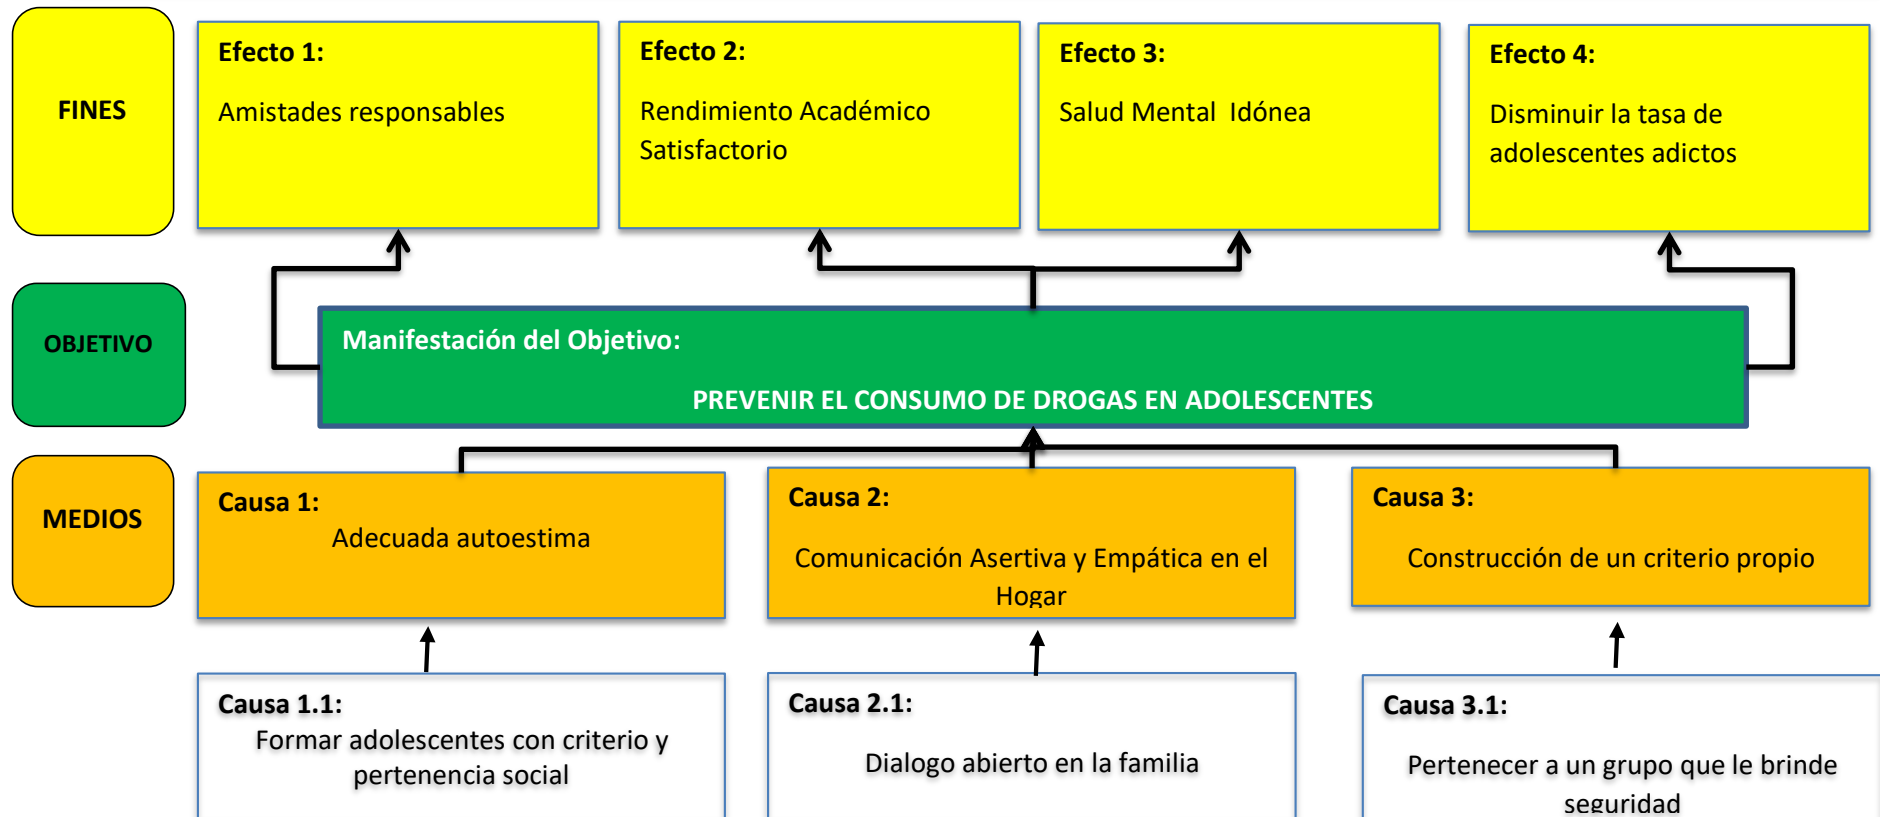 FINES
Efecto 1:
Amistades responsables
Efecto 2:
Rendimiento Académico
Satisfactorio
Efecto 3:
Salud Mental  Idónea
Efecto 4:
Disminuir la tasa de
adolescentes adictos
OBJETIVO
Manifestación del Objetivo:
PREVENIR EL CONSUMO DE DROGAS EN ADOLESCENTES
MEDIOS
Causa 1:
Adecuada autoestima
Causa 2:
Comunicación Asertiva y Empática en el
Hogar
Causa 3:
Construcción de un criterio propio
Causa 1.1:
Formar adolescentes con criterio y
pertenencia social
Causa 2.1:
Dialogo abierto en la familia
Causa 3.1:
Pertenecer a un grupo que le brinde
seguridad